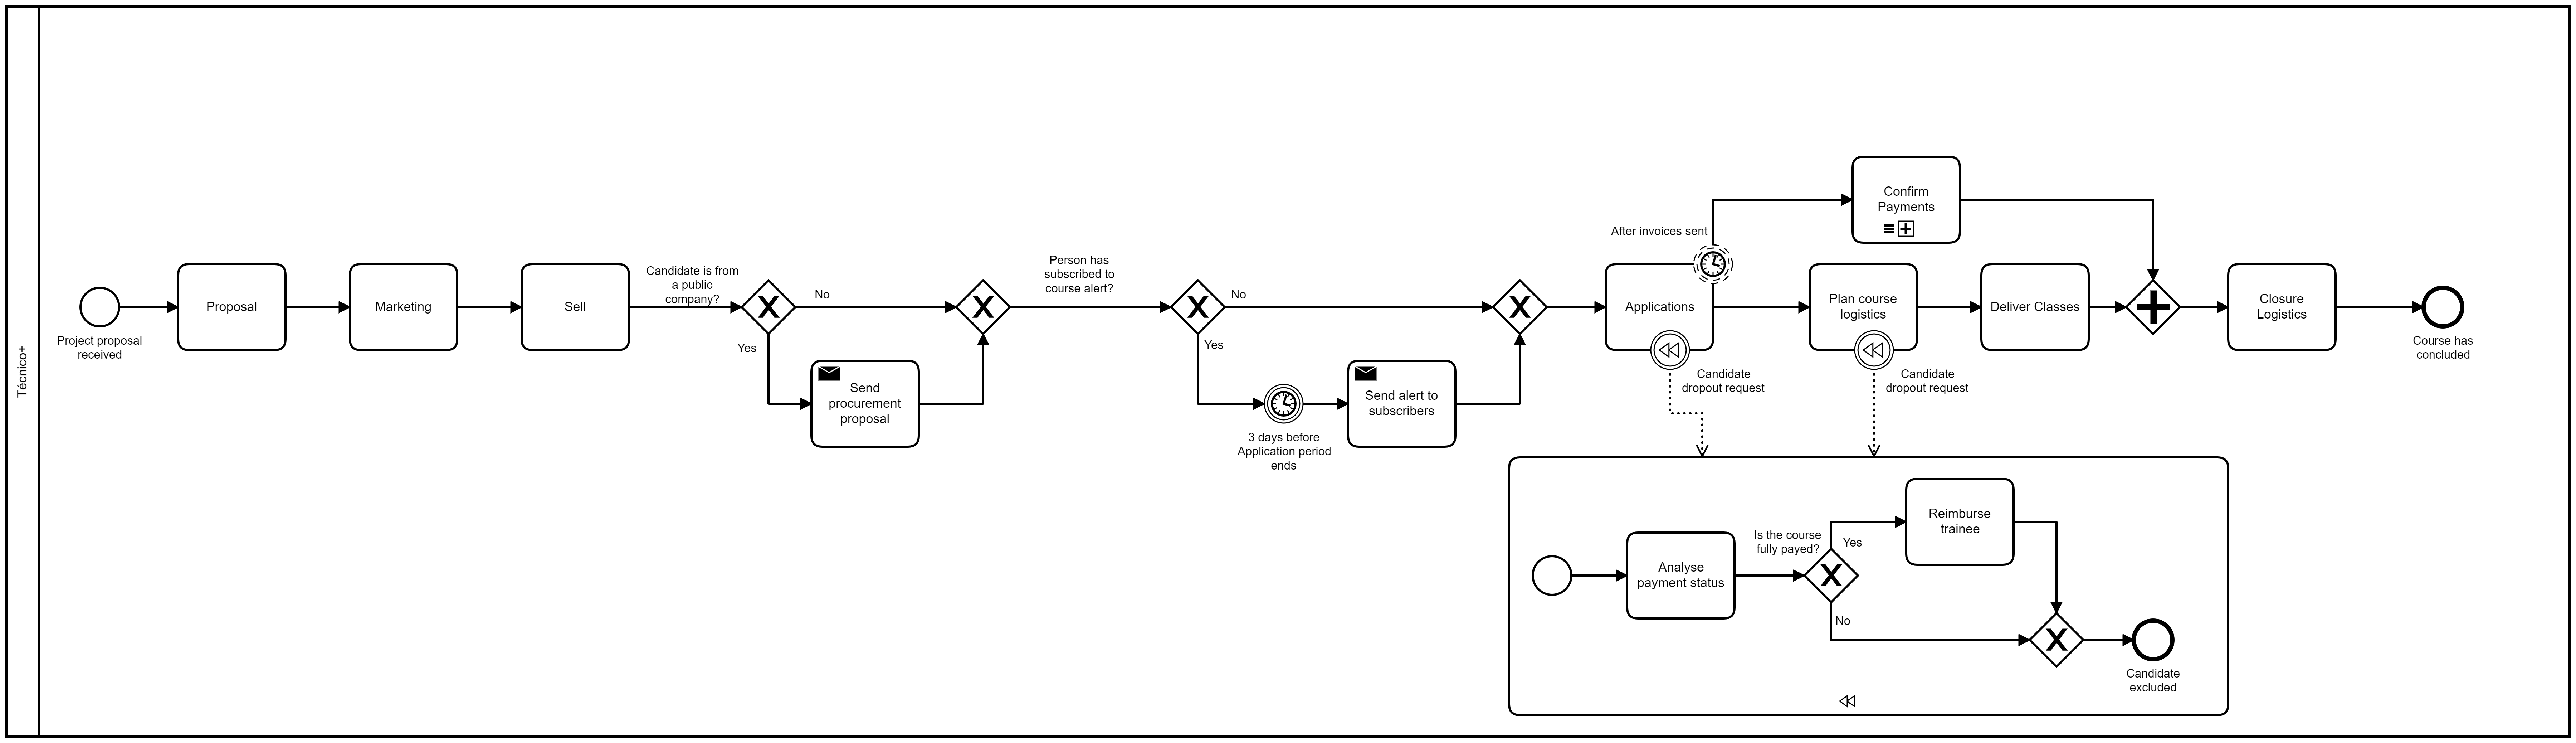 Técnico+
Project proposal
received
Proposal
Marketing
Sell
Candidate is from
a public
company?
No
Yes
Send
procurement
proposal
Person has
subscribed to
course alert?
No
Yes
3 days before
Application period
ends
Send alert to
subscribers
Applications
After invoices sent
Candidate
dropout request
Confirm
Payments
Plan course
logistics
Candidate
dropout request
Deliver Classes
Closure
Logistics
Course has
concluded
Analyse
payment status
Is the course
fully payed?
Yes
No
Reimburse
trainee
Candidate
excluded